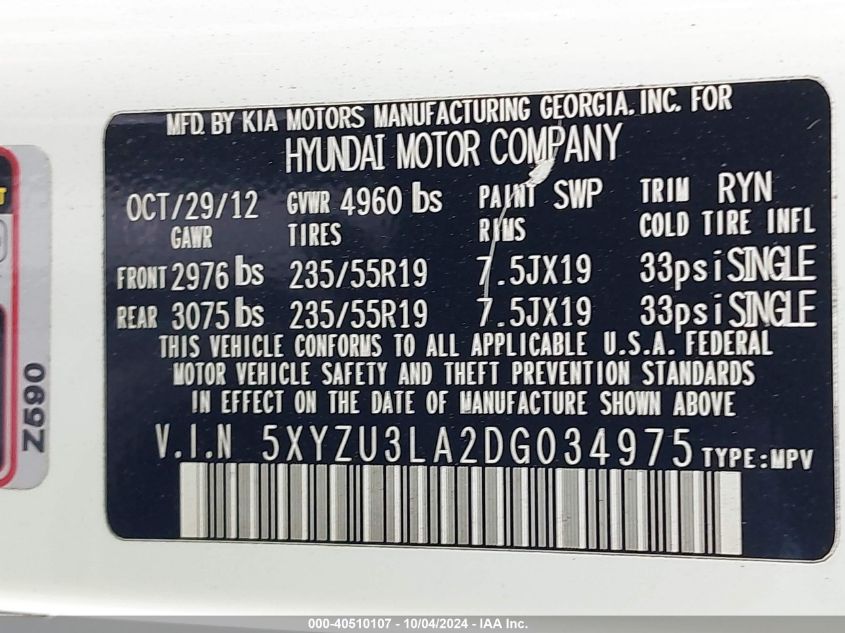 MFD. BY KIA MOTORS MANUFACTURING GEORGIA. INC. FOR
HYUNDAI MOTOR COMPANY
OCT/29/12 GVWR 4960 lbs PAINT SWP TRIM RYN
GAWR TIRES RIMS COLD TIRE INFL
FRONT 2976 lbs 235/55R19 7.5JX19 33psi SINGLE
REAR 3075 lbs 235/55R19 7.5JX19 33psi SINGLE
THIS VEHICLE CONFORMS TO ALL APPLICABLE U.S.A. FEDERAL
MOTOR VEHICLE SAFETY AND THEFT PREVENTION STANDARDS
IN EFFECT ON THE DATE OF MANUFACTURE SHOWN ABOVE
V.I.N 5XYZU3LA2DG034975 TYPE:MPV
Z590
000-40510107 - 10/04/2024 - IAA Inc.